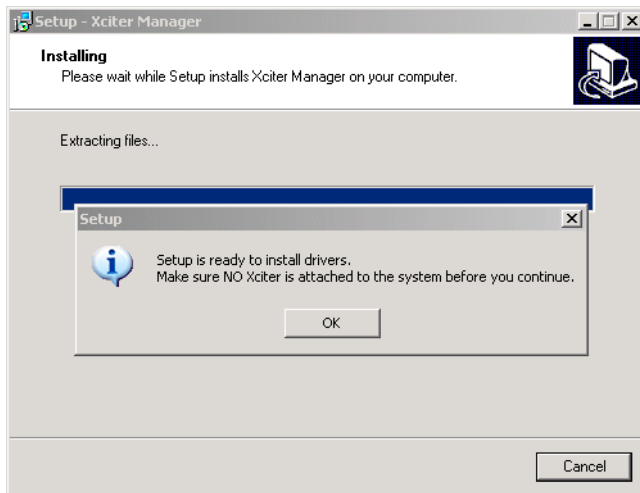 Setup - Xciter Manager
Installing
Please wait while Setup installs Xciter Manager on your computer.
Extracting files...
Setup
Setup is ready to install drivers.
Make sure NO Xciter is attached to the system before you continue.
OK
Cancel